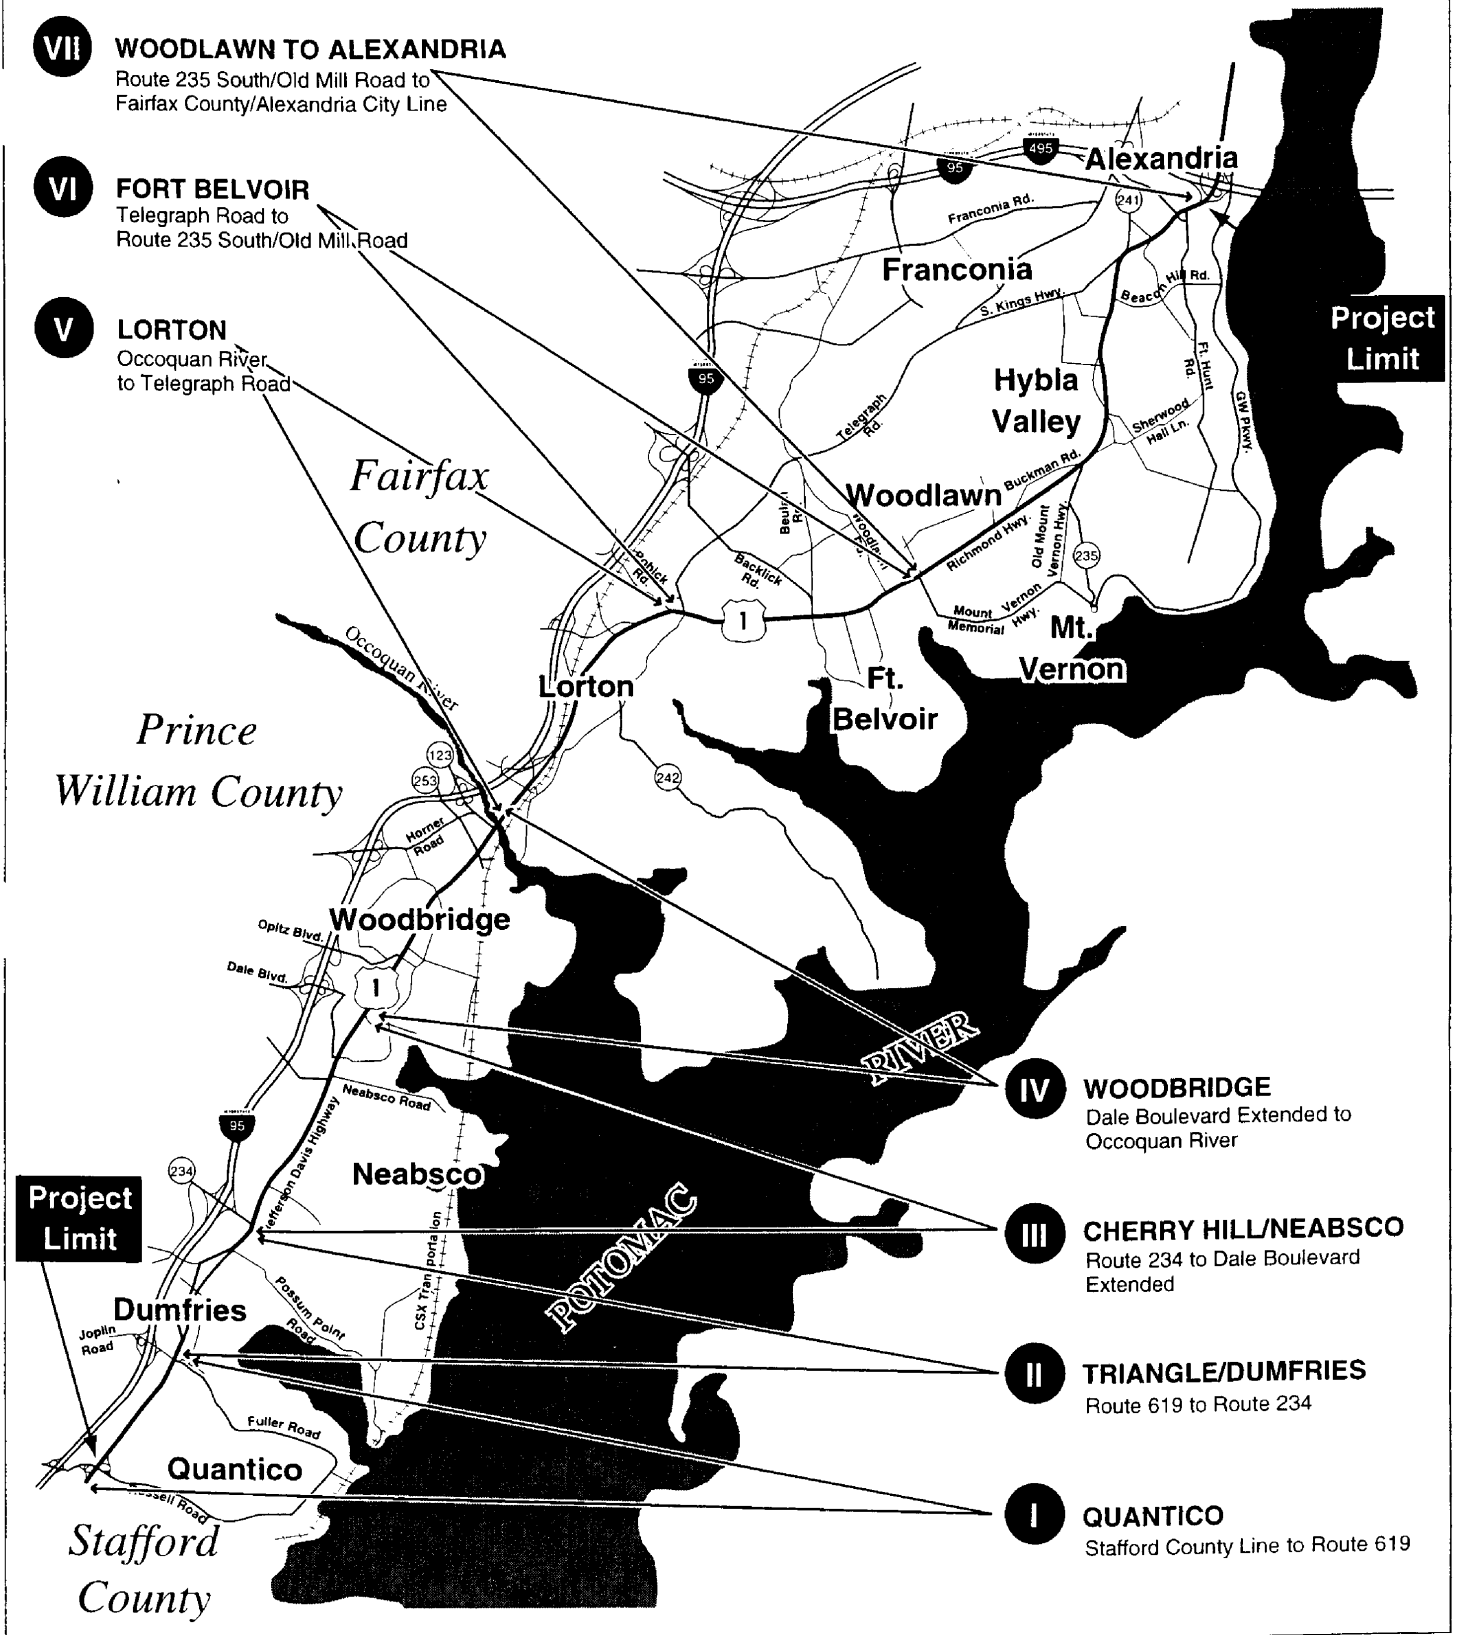 VII WOODLAWN TO ALEXANDRIA
Route 235 South/Old Mill Road to
Fairfax County/Alexandria City Line
VI FORT BELVOIR
Telegraph Road to
Route 235 South/Old Mill Road
V LORTON
Occoquan River
to Telegraph Road
95
495
Alexandria
241
Franconia Rd.
Franconia
S. Kings Hwy.
Beacon Hill Rd.
Project
Limit
95
Hybla
Valley
Ft. Hunt
Rd.
GW Pkwy.
Telegraph
Rd.
Sherwood
Hall Ln.
Fairfax
County
Buckman Rd.
Woodlawn
Richmond Hwy.
Old Mount
Vernon Hwy.
235
Rd.
Backlick
Rd.
1
Mount Vernon
Memorial Hwy.
Mt.
Vernon
Occoquan River
Lorton
Ft.
Belvoir
Prince
William County
123
253
242
Horner
Road
Woodbridge
Opitz Blvd.
Dale Blvd.
1
RIVER
IV WOODBRIDGE
Dale Boulevard Extended to
Occoquan River
Neabsco Road
95
Jefferson Davis Highway
234
Neabsco
Project
Limit
POTOMAC
III CHERRY HILL/NEABSCO
Route 234 to Dale Boulevard
Extended
CSX Transportation
Possum Point
Road
Dumfries
Joplin
Road
II TRIANGLE/DUMFRIES
Route 619 to Route 234
Fuller Road
Quantico
Russell Road
I QUANTICO
Stafford County Line to Route 619
Stafford
County